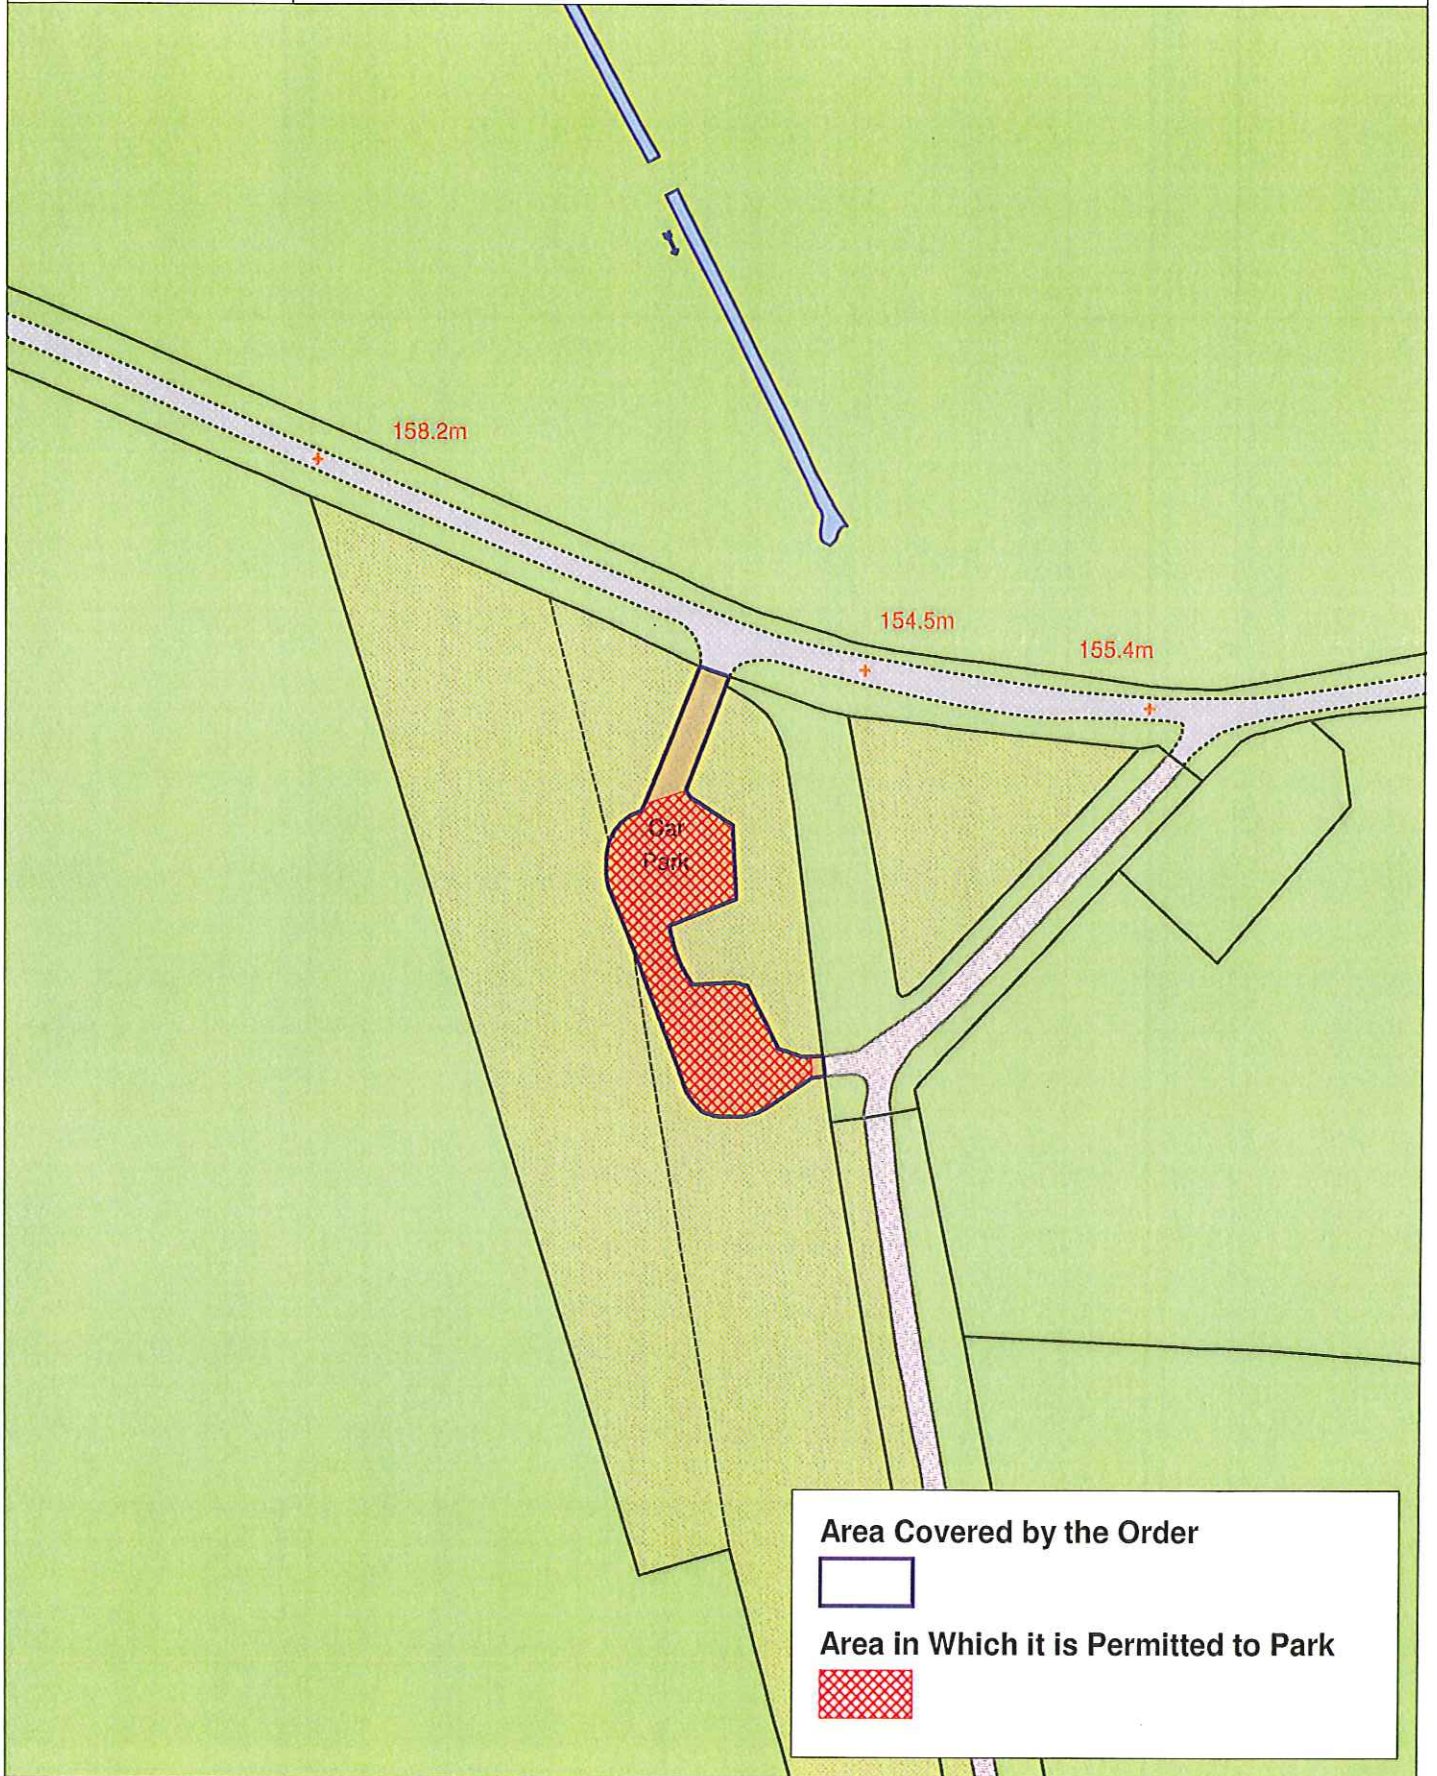 158.2m
154.5m
155.4m
Car
Park
Area Covered by the Order
Area in Which it is Permitted to Park